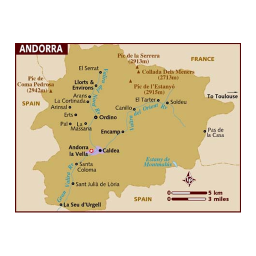 ANDORRA
Pic de la Serrera
(2913m)
FRANCE
El Serrat
Collada Dels Meners
(2713m)
Pic de
Coma Pedrosa
(2942m)
Llorts &
Environs
Pic de l'Estanyó
(2915m)
Arans
La Cortinada
Arinsal
El Tarter
Soldeu
To Toulouse
Canillo
Erts
Ordino
SPAIN
Pal
La
Massana
Encamp
Pas de
la Casa
Andorra
la Vella
Caldea
Santa
Coloma
Sant Julià de Lòria
SPAIN
La Seu d'Urgell
0
5 km
0
3 miles